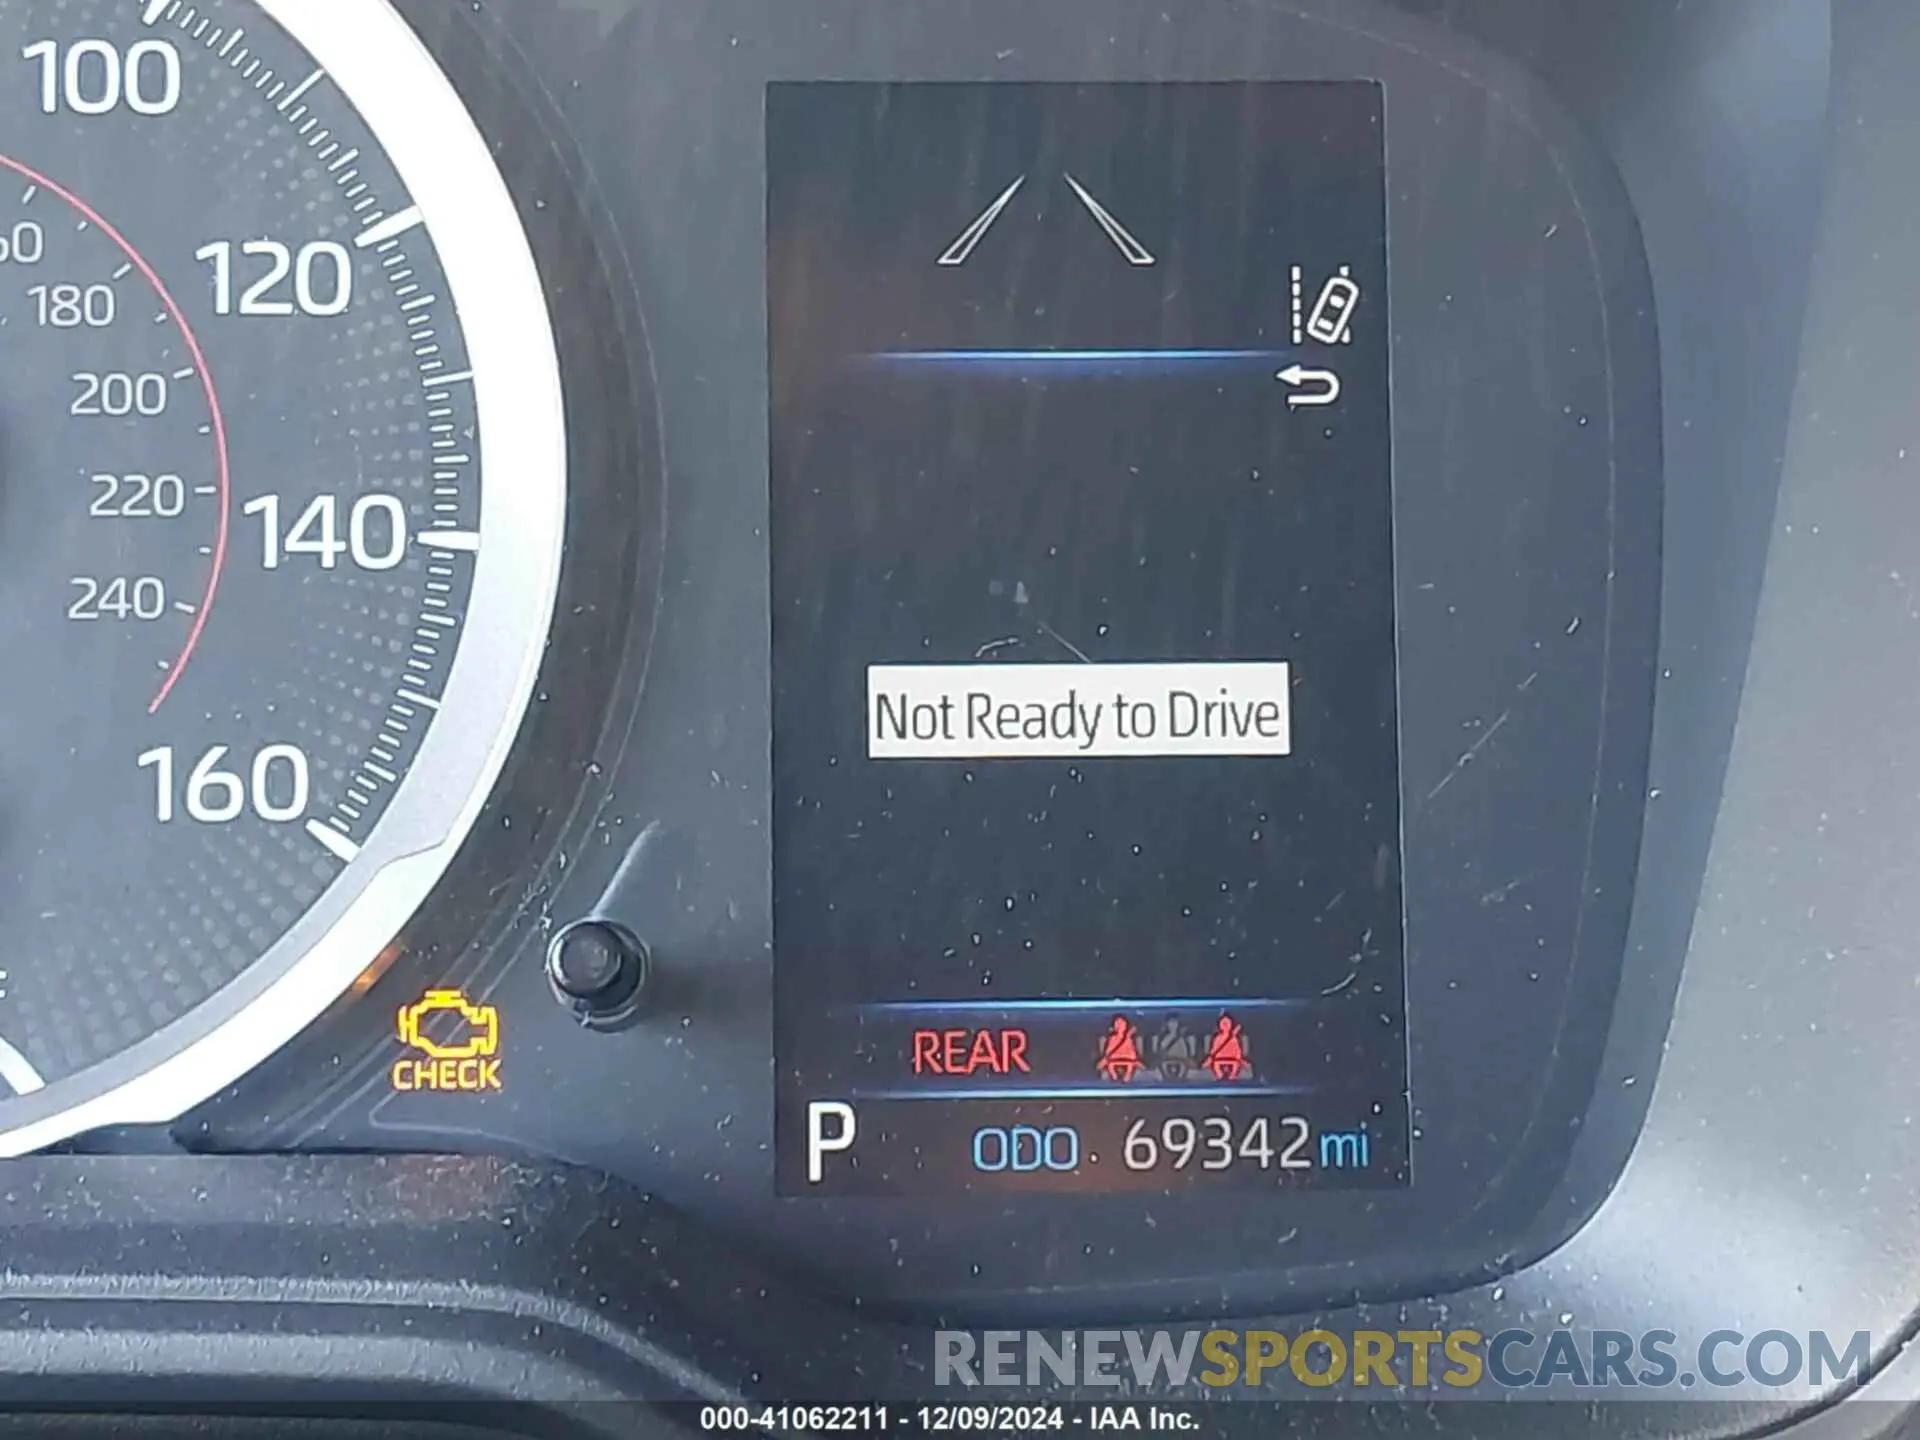 100
120
180
200
220
140
240
160
Not Ready to Drive
CHECK
REAR
P ODO 69342 mi
RENEWSPORTSCARS.COM
000-41062211 - 12/09/2024 - IAA Inc.